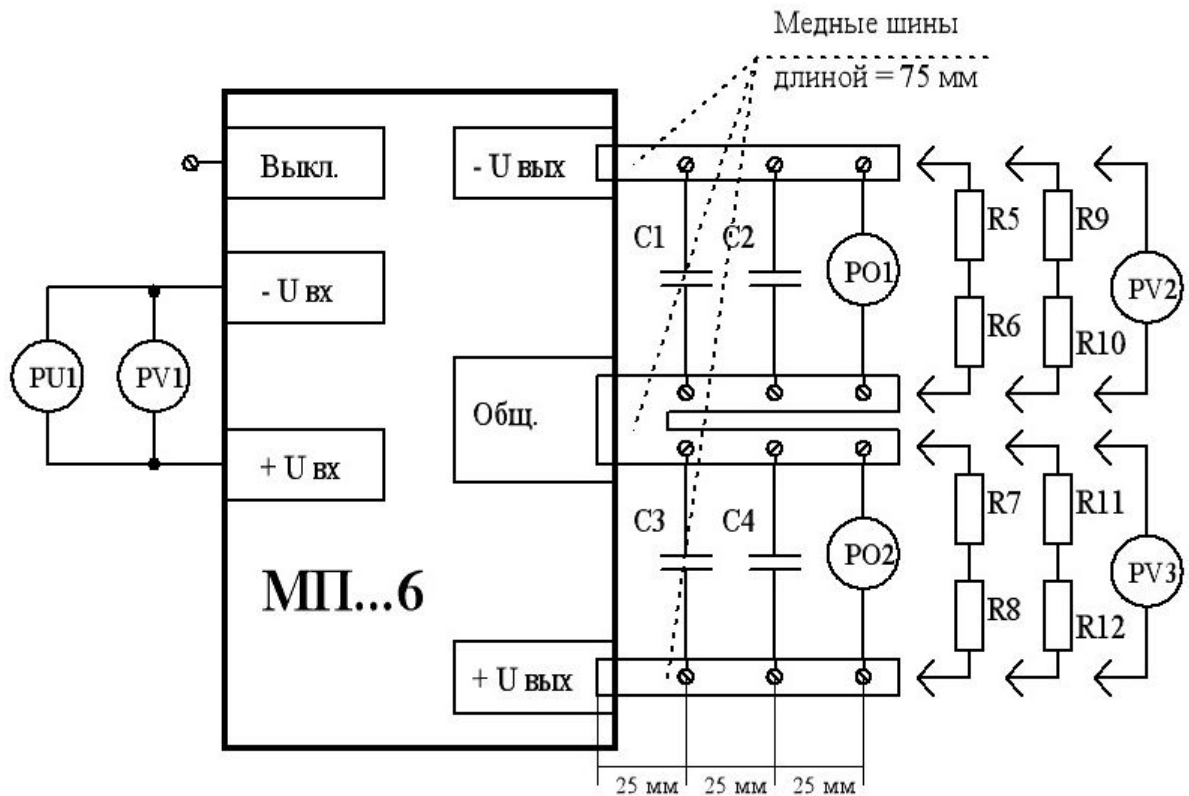 Медные шины
длиной = 75 мм
Выкл.
- U вых
- U вх
Общ.
+ U вх
МП...6
+ U вых
PU1
PV1
C1
C2
PO1
R5
R9
PV2
R6
R10
C3
C4
PO2
R7
R11
PV3
R8
R12
25 мм
25 мм
25 мм